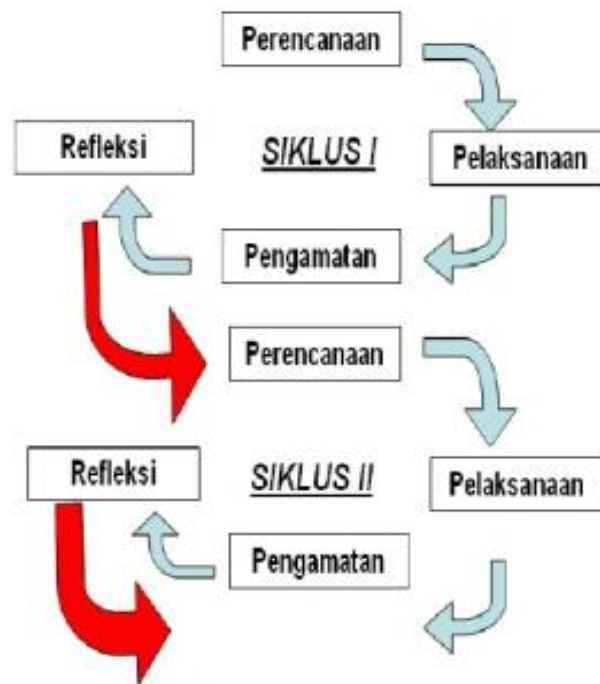 Perencanaan
Refleksi
SIKLUS I
Pelaksanaan
Pengamatan
Perencanaan
Refleksi
SIKLUS II
Pelaksanaan
Pengamatan